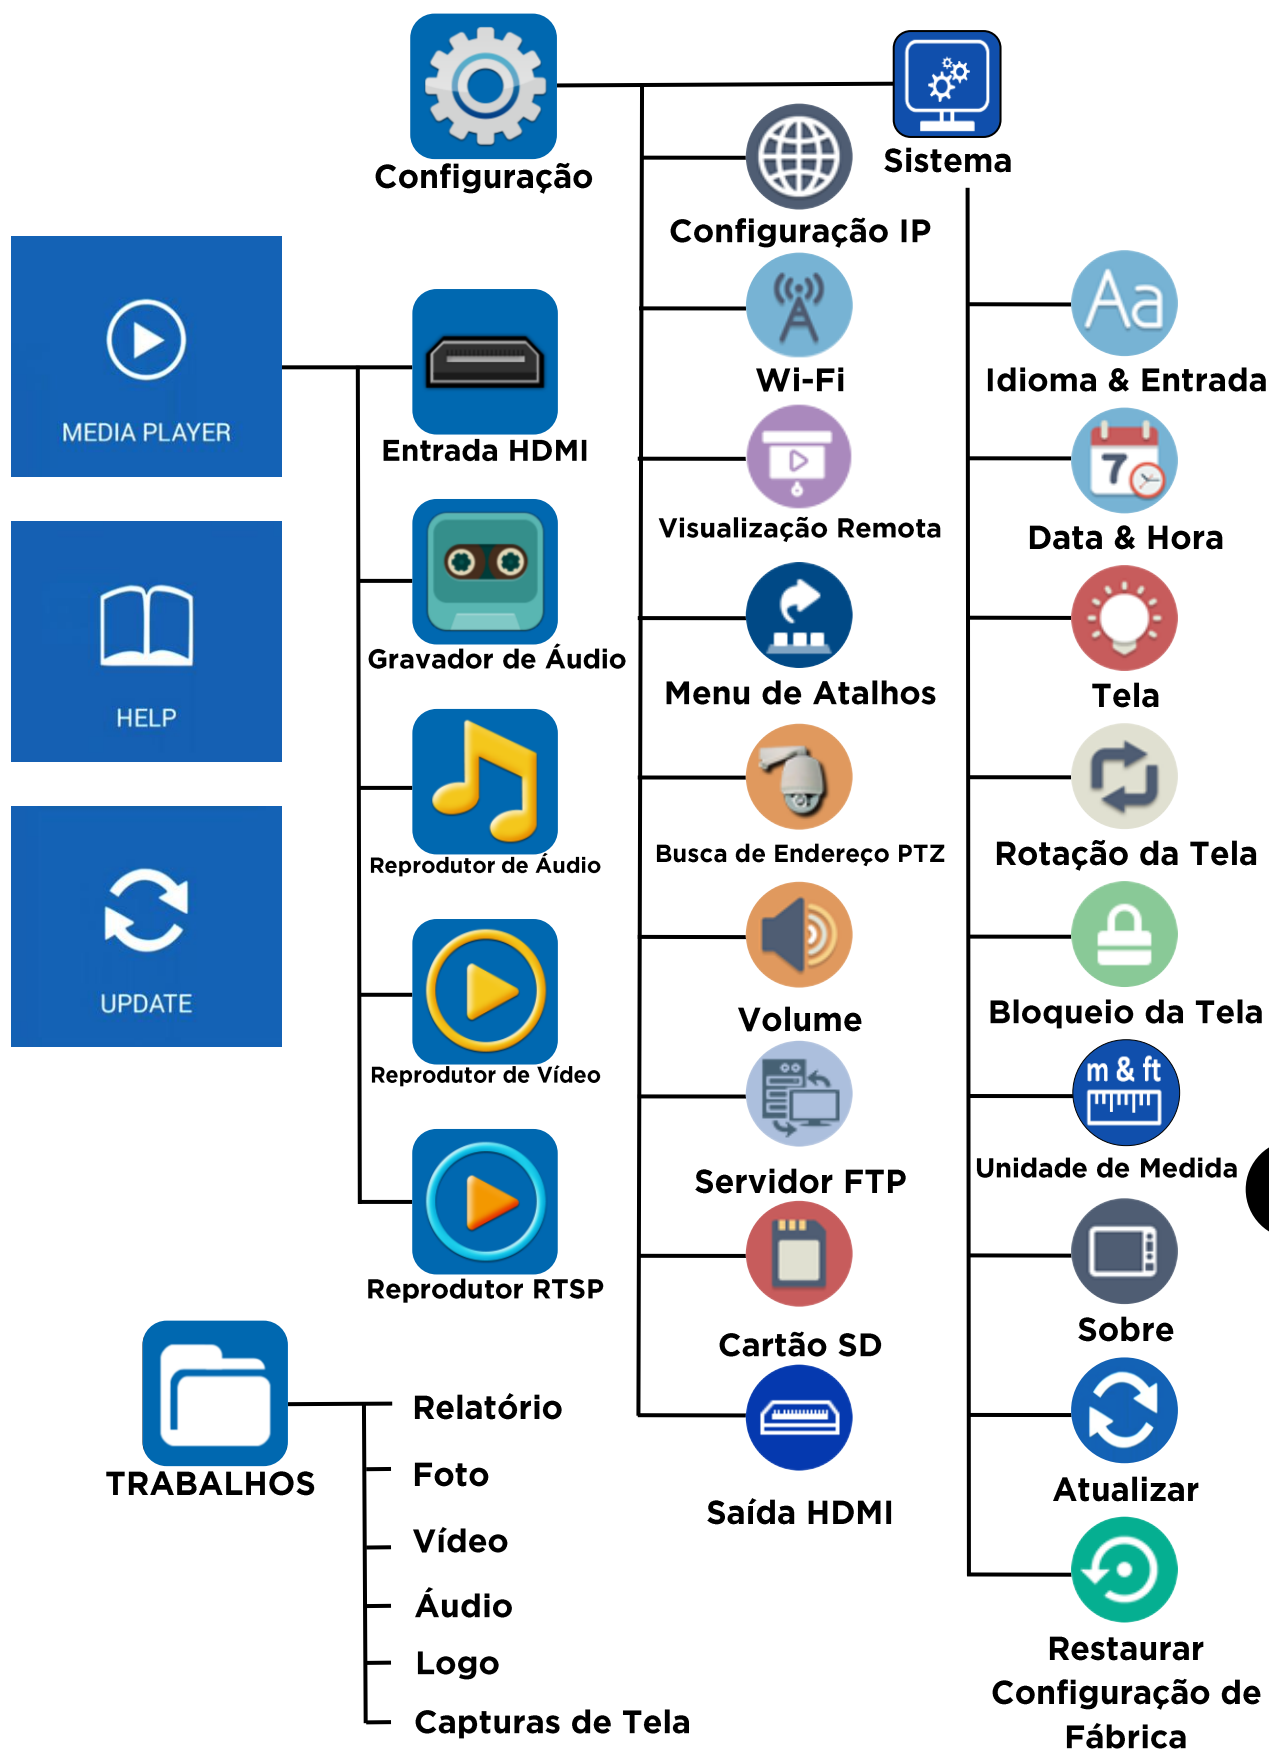 Configuração
Sistema
Configuração IP
Wi-Fi
Visualização Remota
Menu de Atalhos
Busca de Endereço PTZ
Volume
Servidor FTP
Cartão SD
Saída HDMI
Aa
Idioma & Entrada
7
Data & Hora
Tela
Rotação da Tela
Bloqueio da Tela
m & ft
Unidade de Medida
Sobre
Atualizar
Restaurar
Configuração de
Fábrica
MEDIA PLAYER
Entrada HDMI
Gravador de Áudio
Reprodutor de Áudio
Reprodutor de Vídeo
Reprodutor RTSP
HELP
UPDATE
TRABALHOS
Relatório
Foto
Vídeo
Áudio
Logo
Capturas de Tela